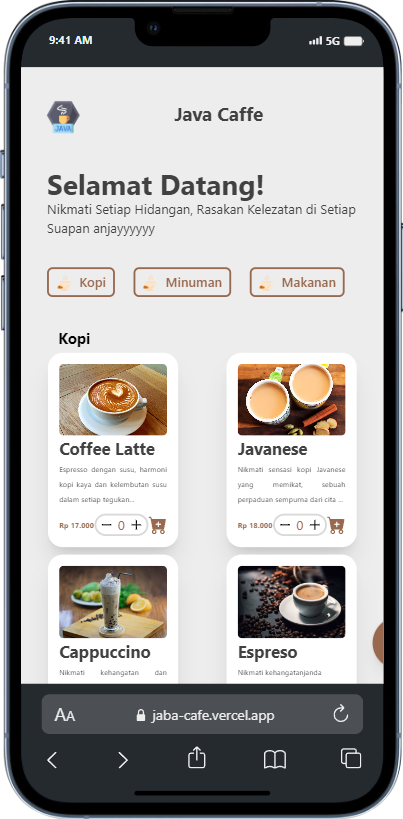 9:41 AM
5G
JAVA
Java Caffe
Selamat Datang!
Nikmati Setiap Hidangan, Rasakan Kelezatan di Setiap
Suapan anjayyyyyy
Kopi
Minuman
Makanan
Kopi
Coffee Latte
Espresso dengan susu, harmoni
kopi kaya dan kelembutan susu
dalam setiap tegukan...
Rp 17.000
0
Javanese
Nikmati sensasi kopi Javanese
yang memikat, sebuah
perpaduan sempurna dari cita ...
Rp 18.000
0
Cappuccino
Nikmati kehangatan dan
Espreso
Nikmati kehangatanjanda
AA
jaba-cafe.vercel.app